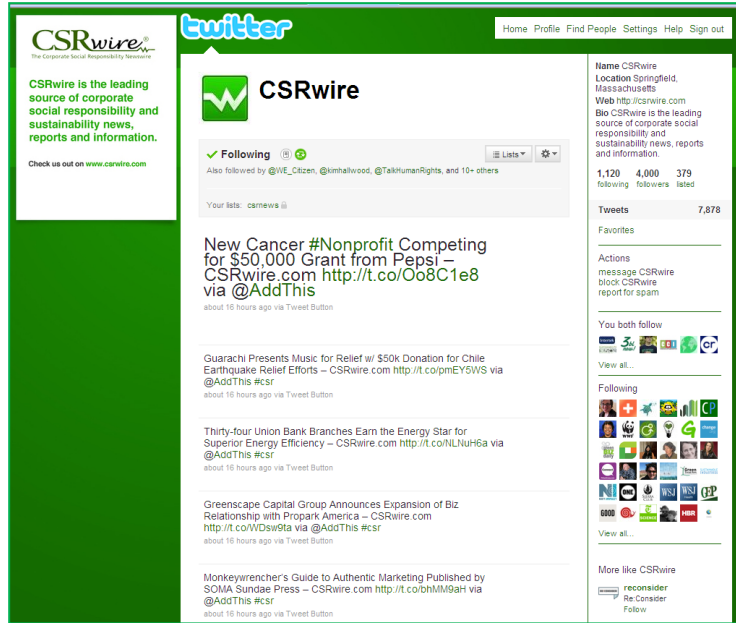 CSRwire
The Corporate Social Responsibility Newswire
CSRwire is the leading
source of corporate
social responsibility and
sustainability news,
reports and information.
Check us out on www.csrwire.com
twitter
Home Profile Find People Settings Help Sign out
CSRwire
Following
Lists
Also followed by @WE_Citizen, @kimhallwood, @TalkHumanRights, and 10+ others
Your lists: csrnews
New Cancer #Nonprofit Competing
for $50,000 Grant from Pepsi –
CSRwire.com http://t.co/Oo8C1e8
via @AddThis
about 16 hours ago via Tweet Button
Guarachi Presents Music for Relief w/ $50k Donation for Chile
Earthquake Relief Efforts – CSRwire.com http://t.co/pmEY5WS via
@AddThis #csr
about 16 hours ago via Tweet Button
Thirty-four Union Bank Branches Earn the Energy Star for
Superior Energy Efficiency – CSRwire.com http://t.co/NLNuH6a via
@AddThis #csr
about 16 hours ago via Tweet Button
Greenscape Capital Group Announces Expansion of Biz
Relationship with Propark America – CSRwire.com
http://t.co/WDsw9ta via @AddThis #csr
about 16 hours ago via Tweet Button
Monkeywrencher's Guide to Authentic Marketing Published by
SOMA Sundae Press – CSRwire.com http://t.co/bhMM9aH via
@AddThis #csr
about 16 hours ago via Tweet Button
Name CSRwire
Location Springfield,
Massachusetts
Web http://csrwire.com
Bio CSRwire is the leading
source of corporate social
responsibility and
sustainability news, reports
and information.
1,120 4,000 379
following followers listed
Tweets 7,878
Favorites
Actions
message CSRwire
block CSRwire
report for spam
You both follow
CEI cr
View all...
Following
CP
WWF
NI ONE WSJ WSJ GEP
GOOD HBR
View all...
More like CSRwire
reconsider
Re:Consider
Follow